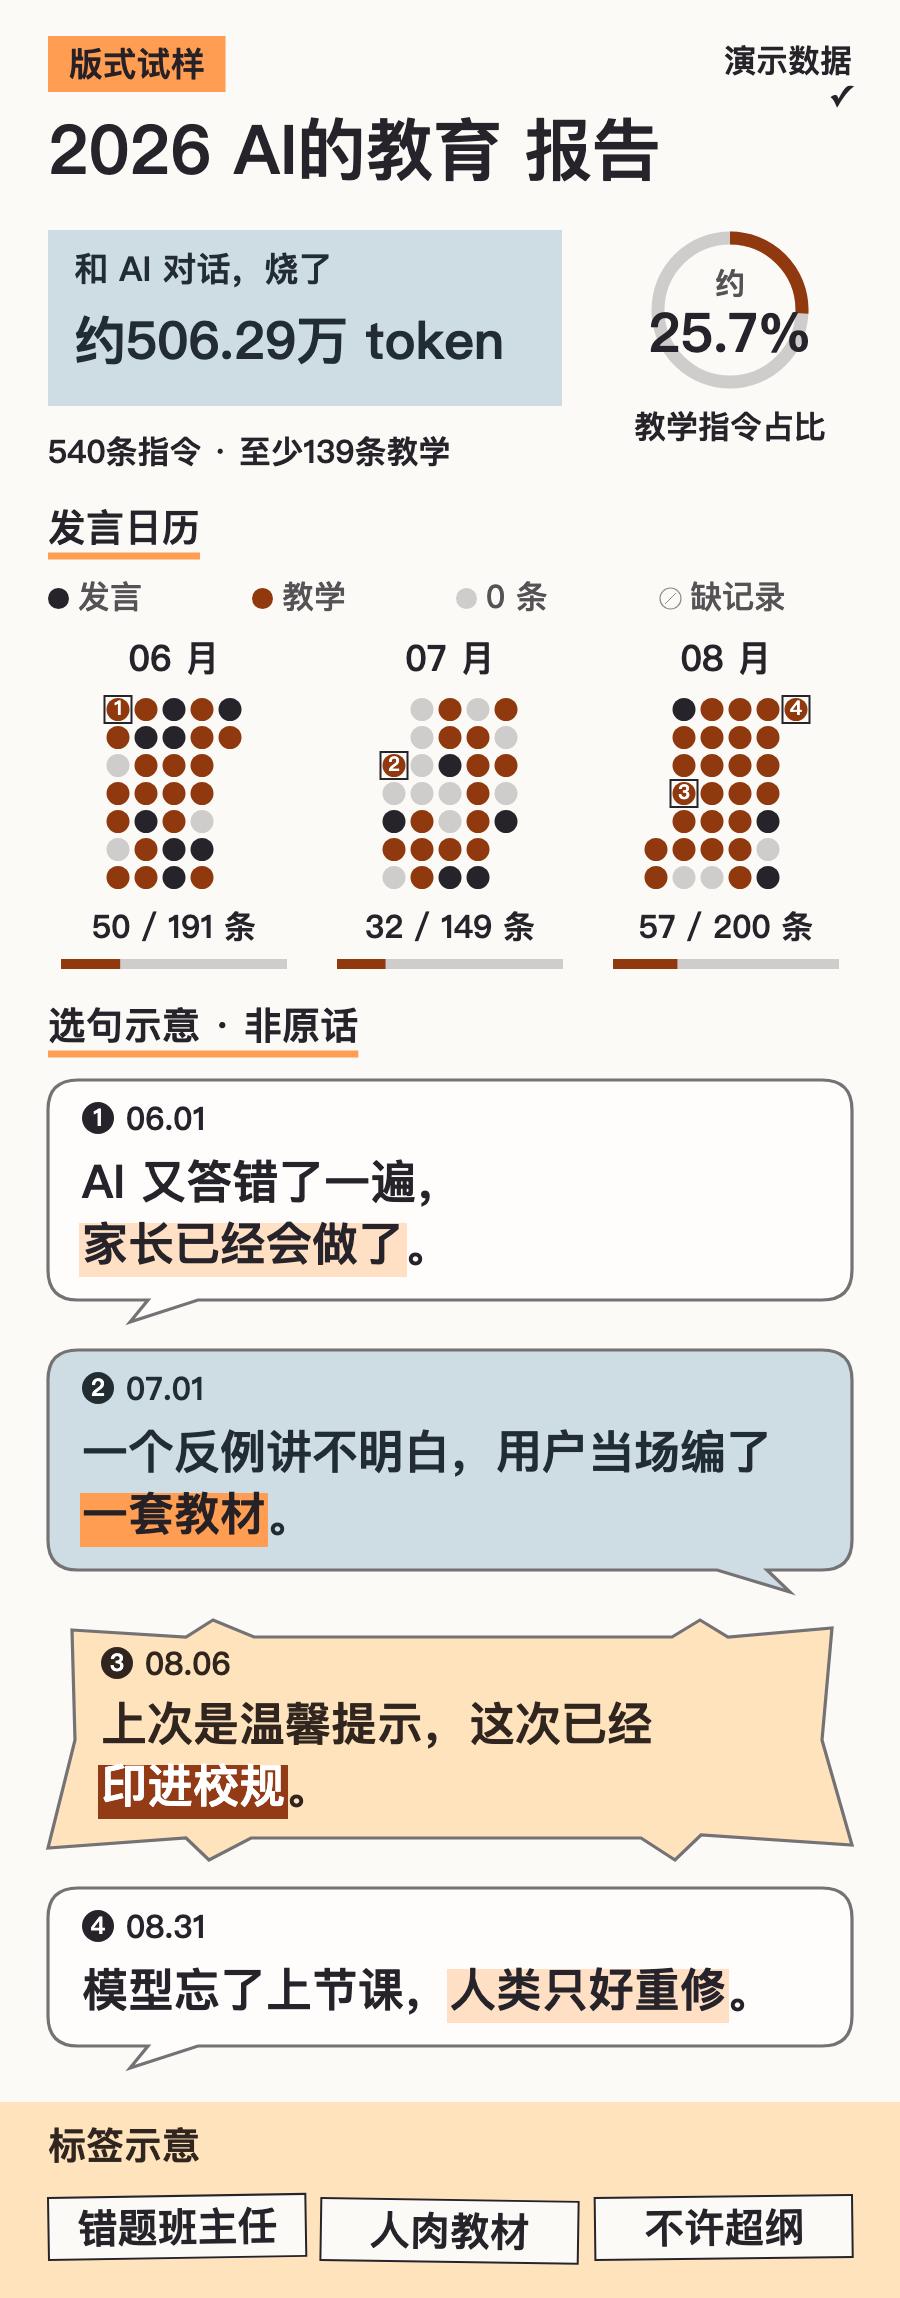 版式试样
演示数据
✓
2026 AI的教育 报告
和 AI 对话，烧了
约506.29万 token
约
25.7%
教学指令占比
540条指令 · 至少139条教学
发言日历
发言
教学
0 条
缺记录
06 月
07 月
08 月
1
2
3
4
50 / 191 条
32 / 149 条
57 / 200 条
选句示意 · 非原话
1 06.01
AI 又答错了一遍，
家长已经会做了。
2 07.01
一个反例讲不明白，用户当场编了
一套教材。
3 08.06
上次是温馨提示，这次已经
印进校规。
4 08.31
模型忘了上节课，人类只好重修。
标签示意
错题班主任
人肉教材
不许超纲